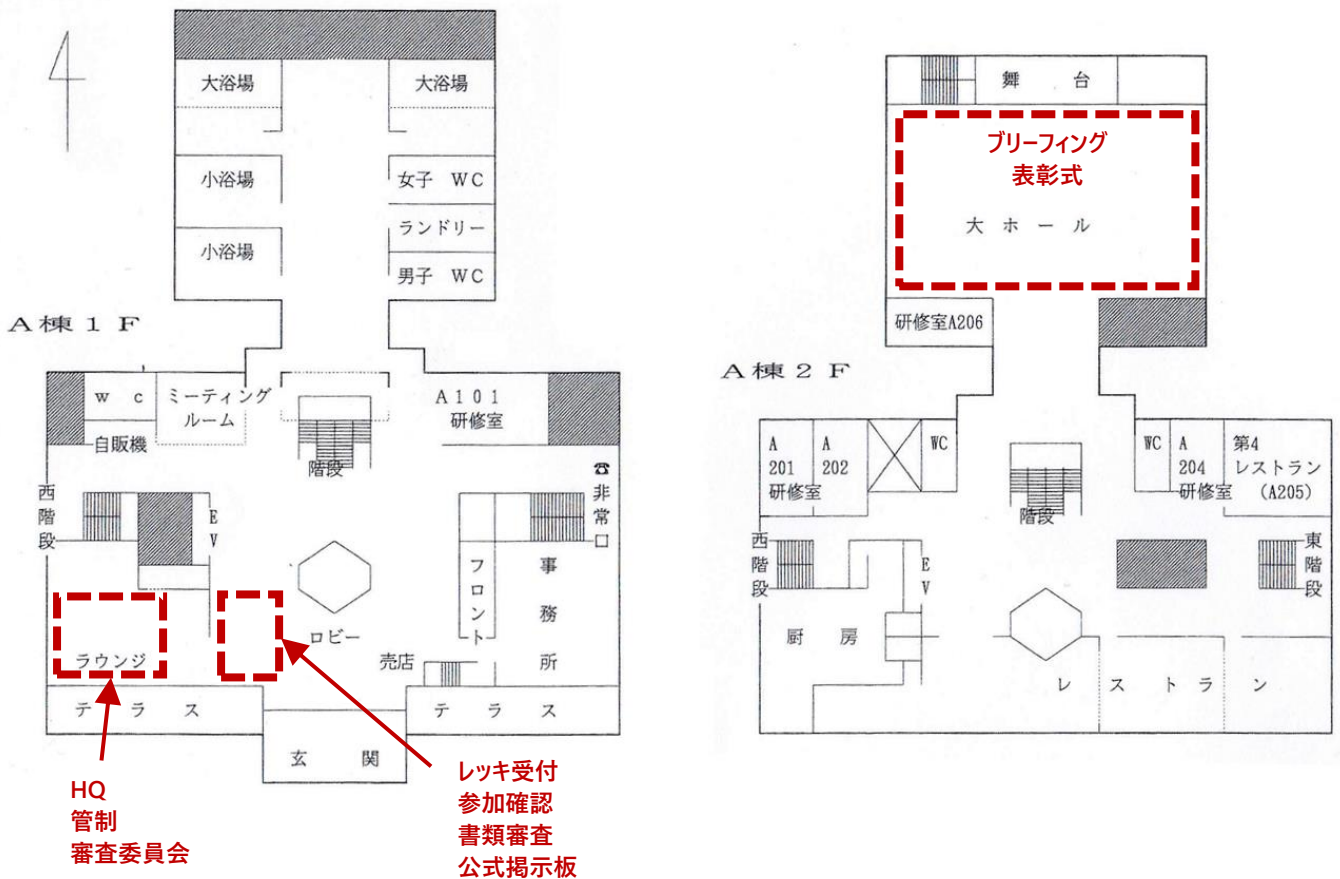 大浴場
大浴場
小浴場
女子 WC
ランドリー
小浴場
男子 WC
A棟1F
w c
ミーティング
ルーム
A101
研修室
自販機
階段
☎
非常口
西階段
EV
フロント
事務所
ロビー
売店
ラウンジ
テラス
テラス
玄関
HQ
管制
審査委員会
レッキ受付
参加確認
書類審査
公式掲示板
舞台
ブリーフィング
表彰式
大ホール
研修室A206
A棟2F
A
201
A
202
研修室
WC
WC
A
204
研修室
第4
レストラン
(A205)
階段
西階段
EV
東階段
厨房
レストラン